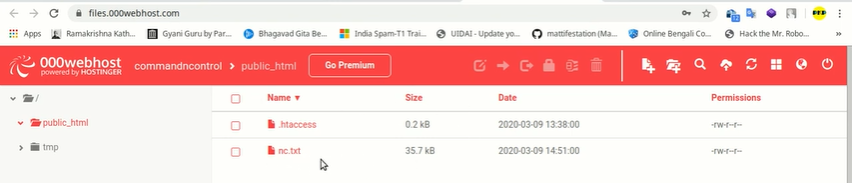 files.000webhost.com
Apps Ramakrishna Kath... Gyani Guru by Par... Bhagavad Gita Be... India Spam-T1 Trai... UIDAI - Update yo... mattifestation (M... Online Bengali Co... Hack the Mr. Robo...
000webhost
powered by HOSTINGER
commandncontrol > public_html
Go Premium
/
public_html
tmp
Name ▼ Size Date Permissions
.htaccess 0.2 kB 2020-03-09 13:38:00 -rw-r--r--
nc.txt 35.7 kB 2020-03-09 14:51:00 -rw-r--r--